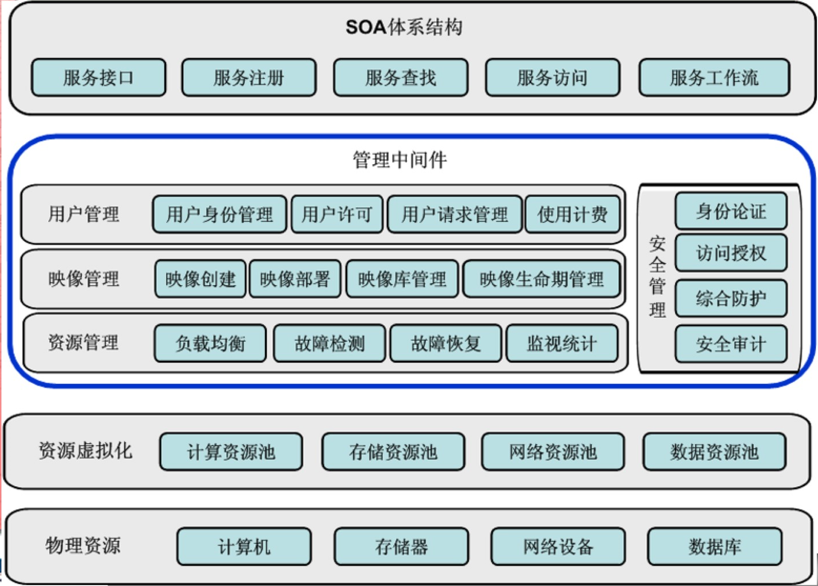 SOA体系结构
服务接口 服务注册 服务查找 服务访问 服务工作流
管理中间件
用户管理 用户身份管理 用户许可 用户请求管理 使用计费
映像管理 映像创建 映像部署 映像库管理 映像生命期管理
资源管理 负载均衡 故障检测 故障恢复 监视统计
安全管理
身份论证
访问授权
综合防护
安全审计
资源虚拟化 计算资源池 存储资源池 网络资源池 数据资源池
物理资源 计算机 存储器 网络设备 数据库